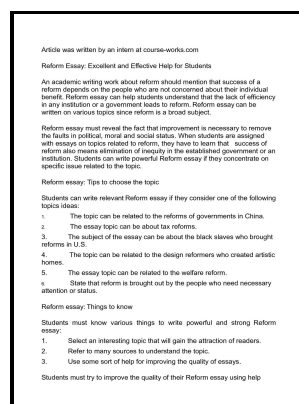 Article was written by an intern at course-works.com
Reform Essay: Excellent and Effective Help for Students
An academic writing work about reform should mention that success of a
reform depends on the people who are not concerned about their individual
benefit. Reform essay can help students understand that the lack of efficiency
in any institution or a government leads to reform. Reform essay can be
written on various topics since reform is a broad subject.
Reform essay must reveal the fact that improvement is necessary to remove
the faults in political, moral and social status. When students are assigned
with essays on topics related to reform, they have to learn that success of
reform also means elimination of inequity in the established government or an
institution. Students can write powerful Reform essay if they concentrate on
specific issue related to the topic.
Reform essay: Tips to choose the topic
Students can write relevant Reform essay if they consider one of the following
topics ideas:
1. The topic can be related to the reforms of governments in China.
2. The essay topic can be about tax reforms.
3. The subject of the essay can be about the black slaves who brought
reforms in U.S.
4. The topic can be related to the design reformers who created artistic
homes.
5. The essay topic can be related to the welfare reform.
6. State that reform is brought out by the people who need necessary
attention or status.
Reform essay: Things to know
Students must know various things to write powerful and strong Reform
essay:
1. Select an interesting topic that will gain the attraction of readers.
2. Refer to many sources to understand the topic.
3. Use some sort of help for improving the quality of essays.
Students must try to improve the quality of their Reform essay using help